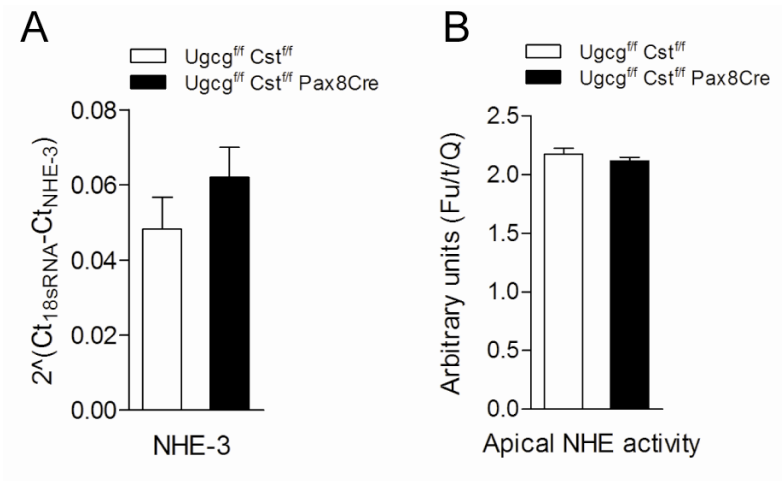 A
Ugcg^f/f Cst^f/f
Ugcg^f/f Cst^f/f Pax8Cre
2^(Ct18sRNA-CtNHE-3)
0.08
0.06
0.04
0.02
0.00
NHE-3
B
Ugcg^f/f Cst^f/f
Ugcg^f/f Cst^f/f Pax8Cre
Arbitrary units (Fu/t/Q)
2.5
2.0
1.5
1.0
0.5
0.0
Apical NHE activity